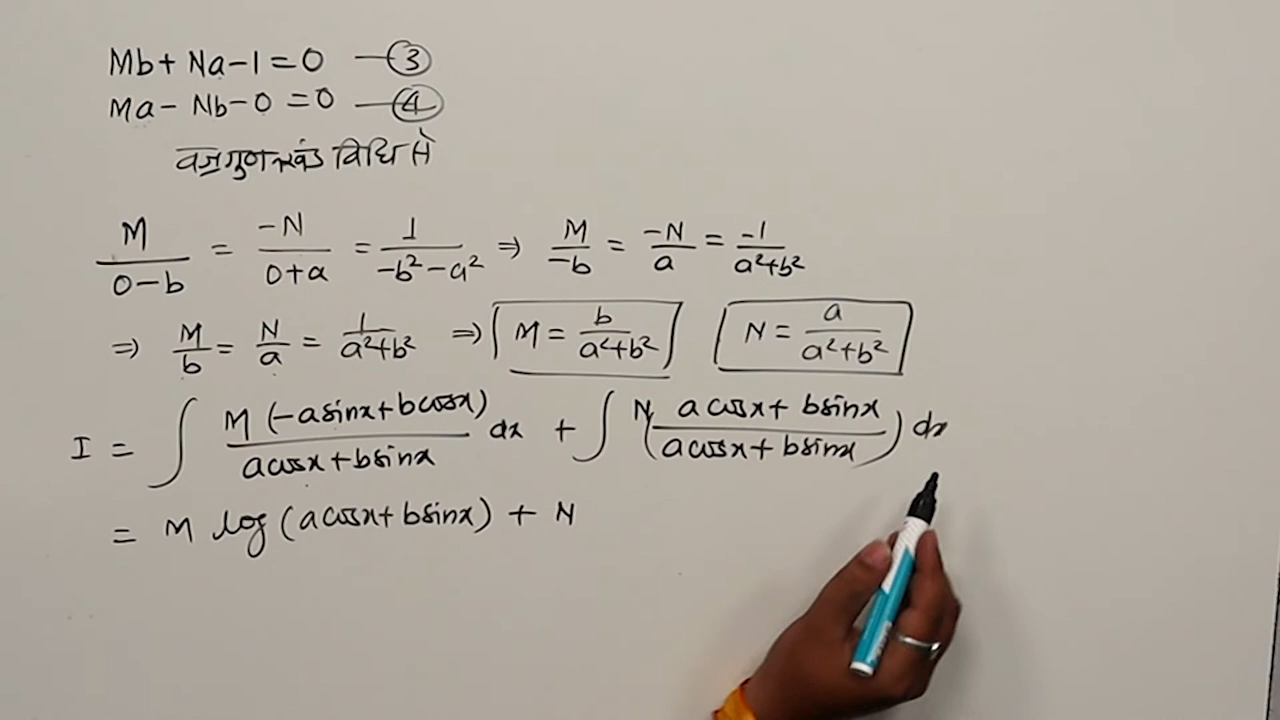 Mb + Na - 1 = 0 — ③
Ma - Nb - 0 = 0 — ④
वज्रगुणनखंड विधि से
M/(0-b) = -N/(0+a) = 1/(-b²-a²) ⇒ M/-b = -N/a = -1/(a²+b²)
⇒ M/b = N/a = 1/(a²+b²) ⇒ M = b/(a²+b²) N = a/(a²+b²)
I = ∫ M(-a sinx + b cosx)/(a cosx + b sinx) dx + ∫ N((a cosx + b sinx)/(a cosx + b sinx)) dx
= M log (a cosx + b sinx) + N